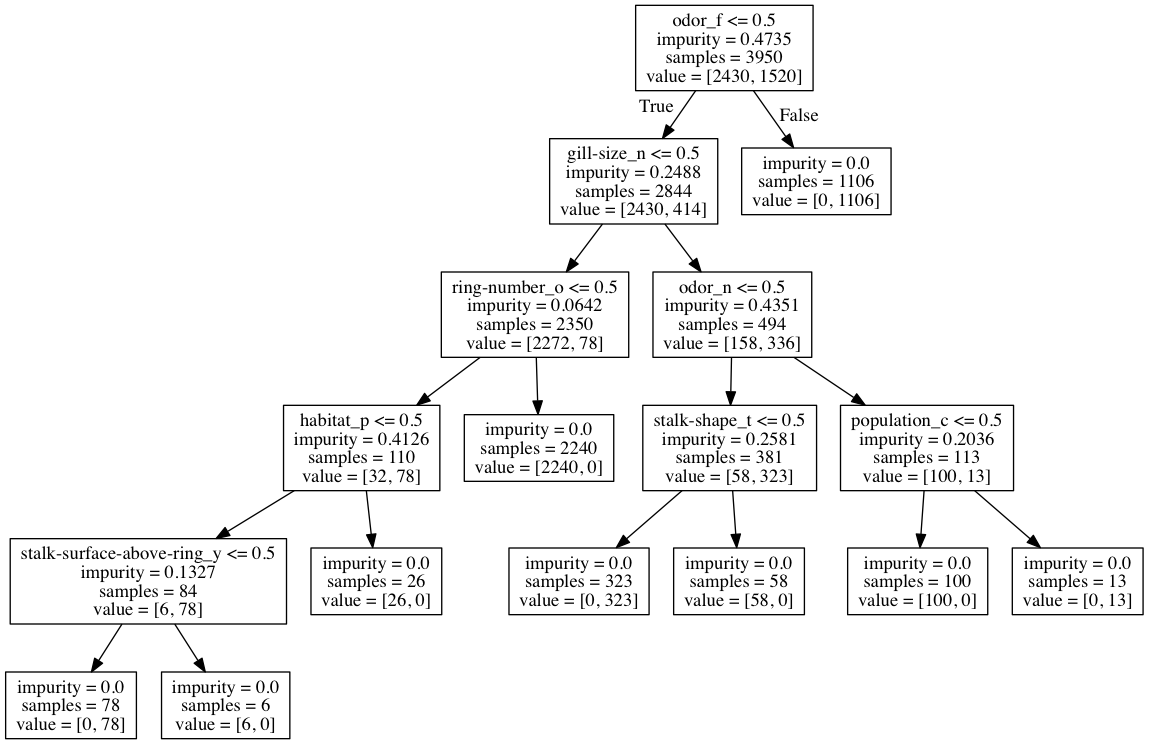 odor_f <= 0.5
impurity = 0.4735
samples = 3950
value = [2430, 1520]
True
False
gill-size_n <= 0.5
impurity = 0.2488
samples = 2844
value = [2430, 414]
impurity = 0.0
samples = 1106
value = [0, 1106]
ring-number_o <= 0.5
impurity = 0.0642
samples = 2350
value = [2272, 78]
odor_n <= 0.5
impurity = 0.4351
samples = 494
value = [158, 336]
habitat_p <= 0.5
impurity = 0.4126
samples = 110
value = [32, 78]
impurity = 0.0
samples = 2240
value = [2240, 0]
stalk-shape_t <= 0.5
impurity = 0.2581
samples = 381
value = [58, 323]
population_c <= 0.5
impurity = 0.2036
samples = 113
value = [100, 13]
stalk-surface-above-ring_y <= 0.5
impurity = 0.1327
samples = 84
value = [6, 78]
impurity = 0.0
samples = 26
value = [26, 0]
impurity = 0.0
samples = 323
value = [0, 323]
impurity = 0.0
samples = 58
value = [58, 0]
impurity = 0.0
samples = 100
value = [100, 0]
impurity = 0.0
samples = 13
value = [0, 13]
impurity = 0.0
samples = 78
value = [0, 78]
impurity = 0.0
samples = 6
value = [6, 0]